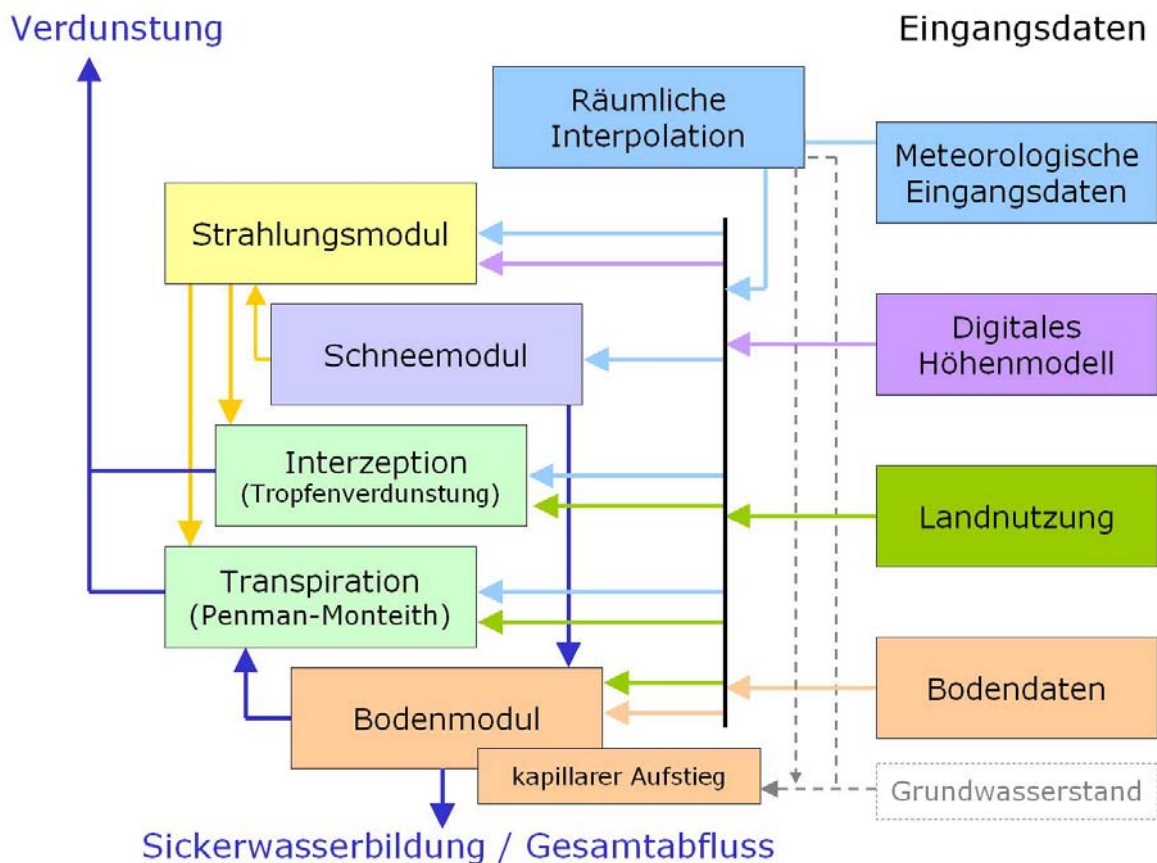 Verdunstung
Eingangsdaten
Räumliche
Interpolation
Meteorologische
Eingangsdaten
Strahlungsmodul
Digitales
Höhenmodell
Schneemodul
Interzeption
(Tropfenverdunstung)
Landnutzung
Transpiration
(Penman-Monteith)
Bodendaten
Bodenmodul
kapillarer Aufstieg
Grundwasserstand
Sickerwasserbildung / Gesamtabfluss